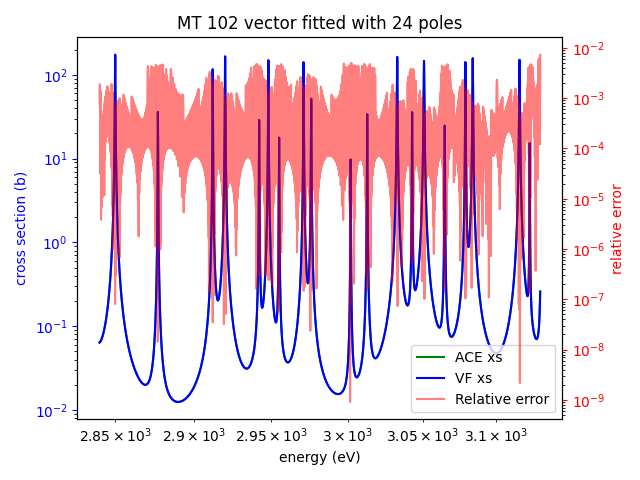 MT 102 vector fitted with 24 poles
10²
10¹
10⁰
10⁻¹
10⁻²
cross section (b)
10⁻²
10⁻³
10⁻⁴
10⁻⁵
10⁻⁶
10⁻⁷
10⁻⁸
10⁻⁹
relative error
ACE xs
VF xs
Relative error
2.85 × 10³ 2.9 × 10³ 2.95 × 10³ 3 × 10³ 3.05 × 10³ 3.1 × 10³
energy (eV)